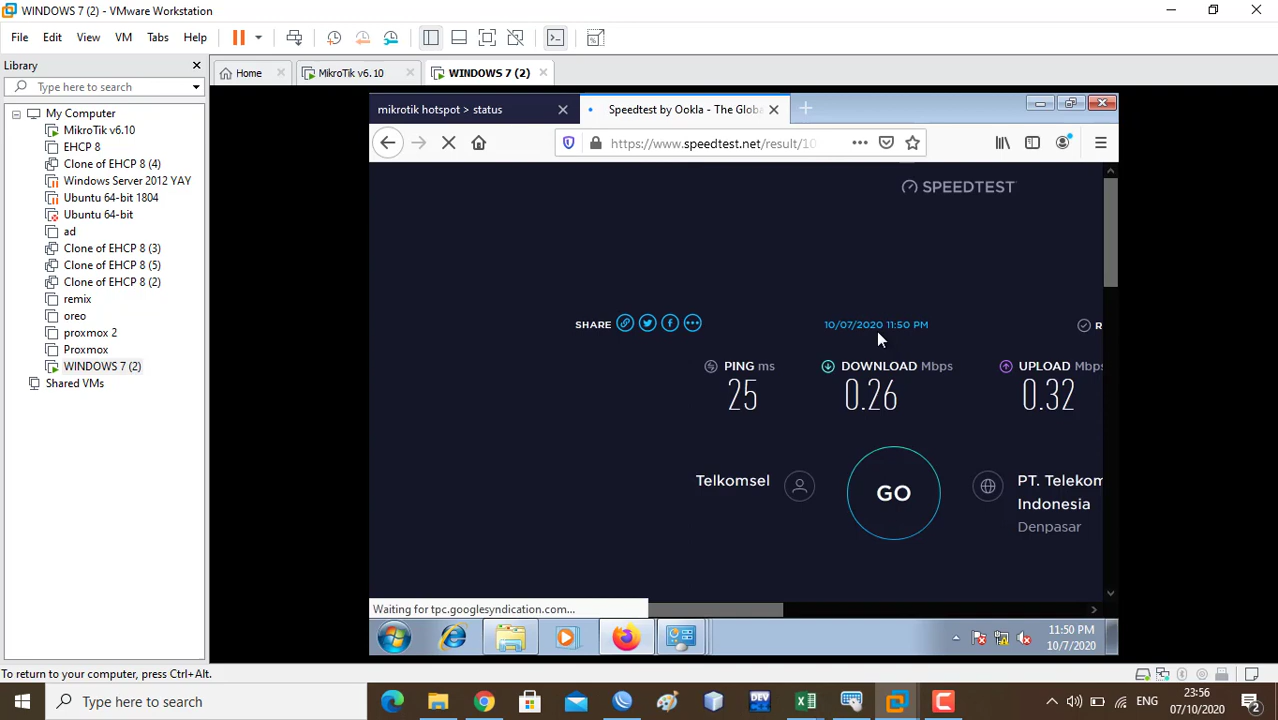 WINDOWS 7 (2) - VMware Workstation
File Edit View VM Tabs Help
Library
Type here to search
My Computer
MikroTik v6.10
EHCP 8
Clone of EHCP 8 (4)
Windows Server 2012 YAY
Ubuntu 64-bit 1804
Ubuntu 64-bit
ad
Clone of EHCP 8 (3)
Clone of EHCP 8 (5)
Clone of EHCP 8 (2)
remix
oreo
proxmox 2
Proxmox
WINDOWS 7 (2)
Shared VMs
Home
MikroTik v6.10
WINDOWS 7 (2)
mikrotik hotspot > status
Speedtest by Ookla - The Globa
https://www.speedtest.net/result/10
SPEEDTEST
SHARE
10/07/2020 11:50 PM
R
PING ms
DOWNLOAD Mbps
UPLOAD Mbps
25
0.26
0.32
Telkomsel
GO
PT. Telekom
Indonesia
Denpasar
Waiting for tpc.googlesyndication.com...
11:50 PM
10/7/2020
To return to your computer, press Ctrl+Alt.
Type here to search
DEV
ENG
23:56
07/10/2020
2